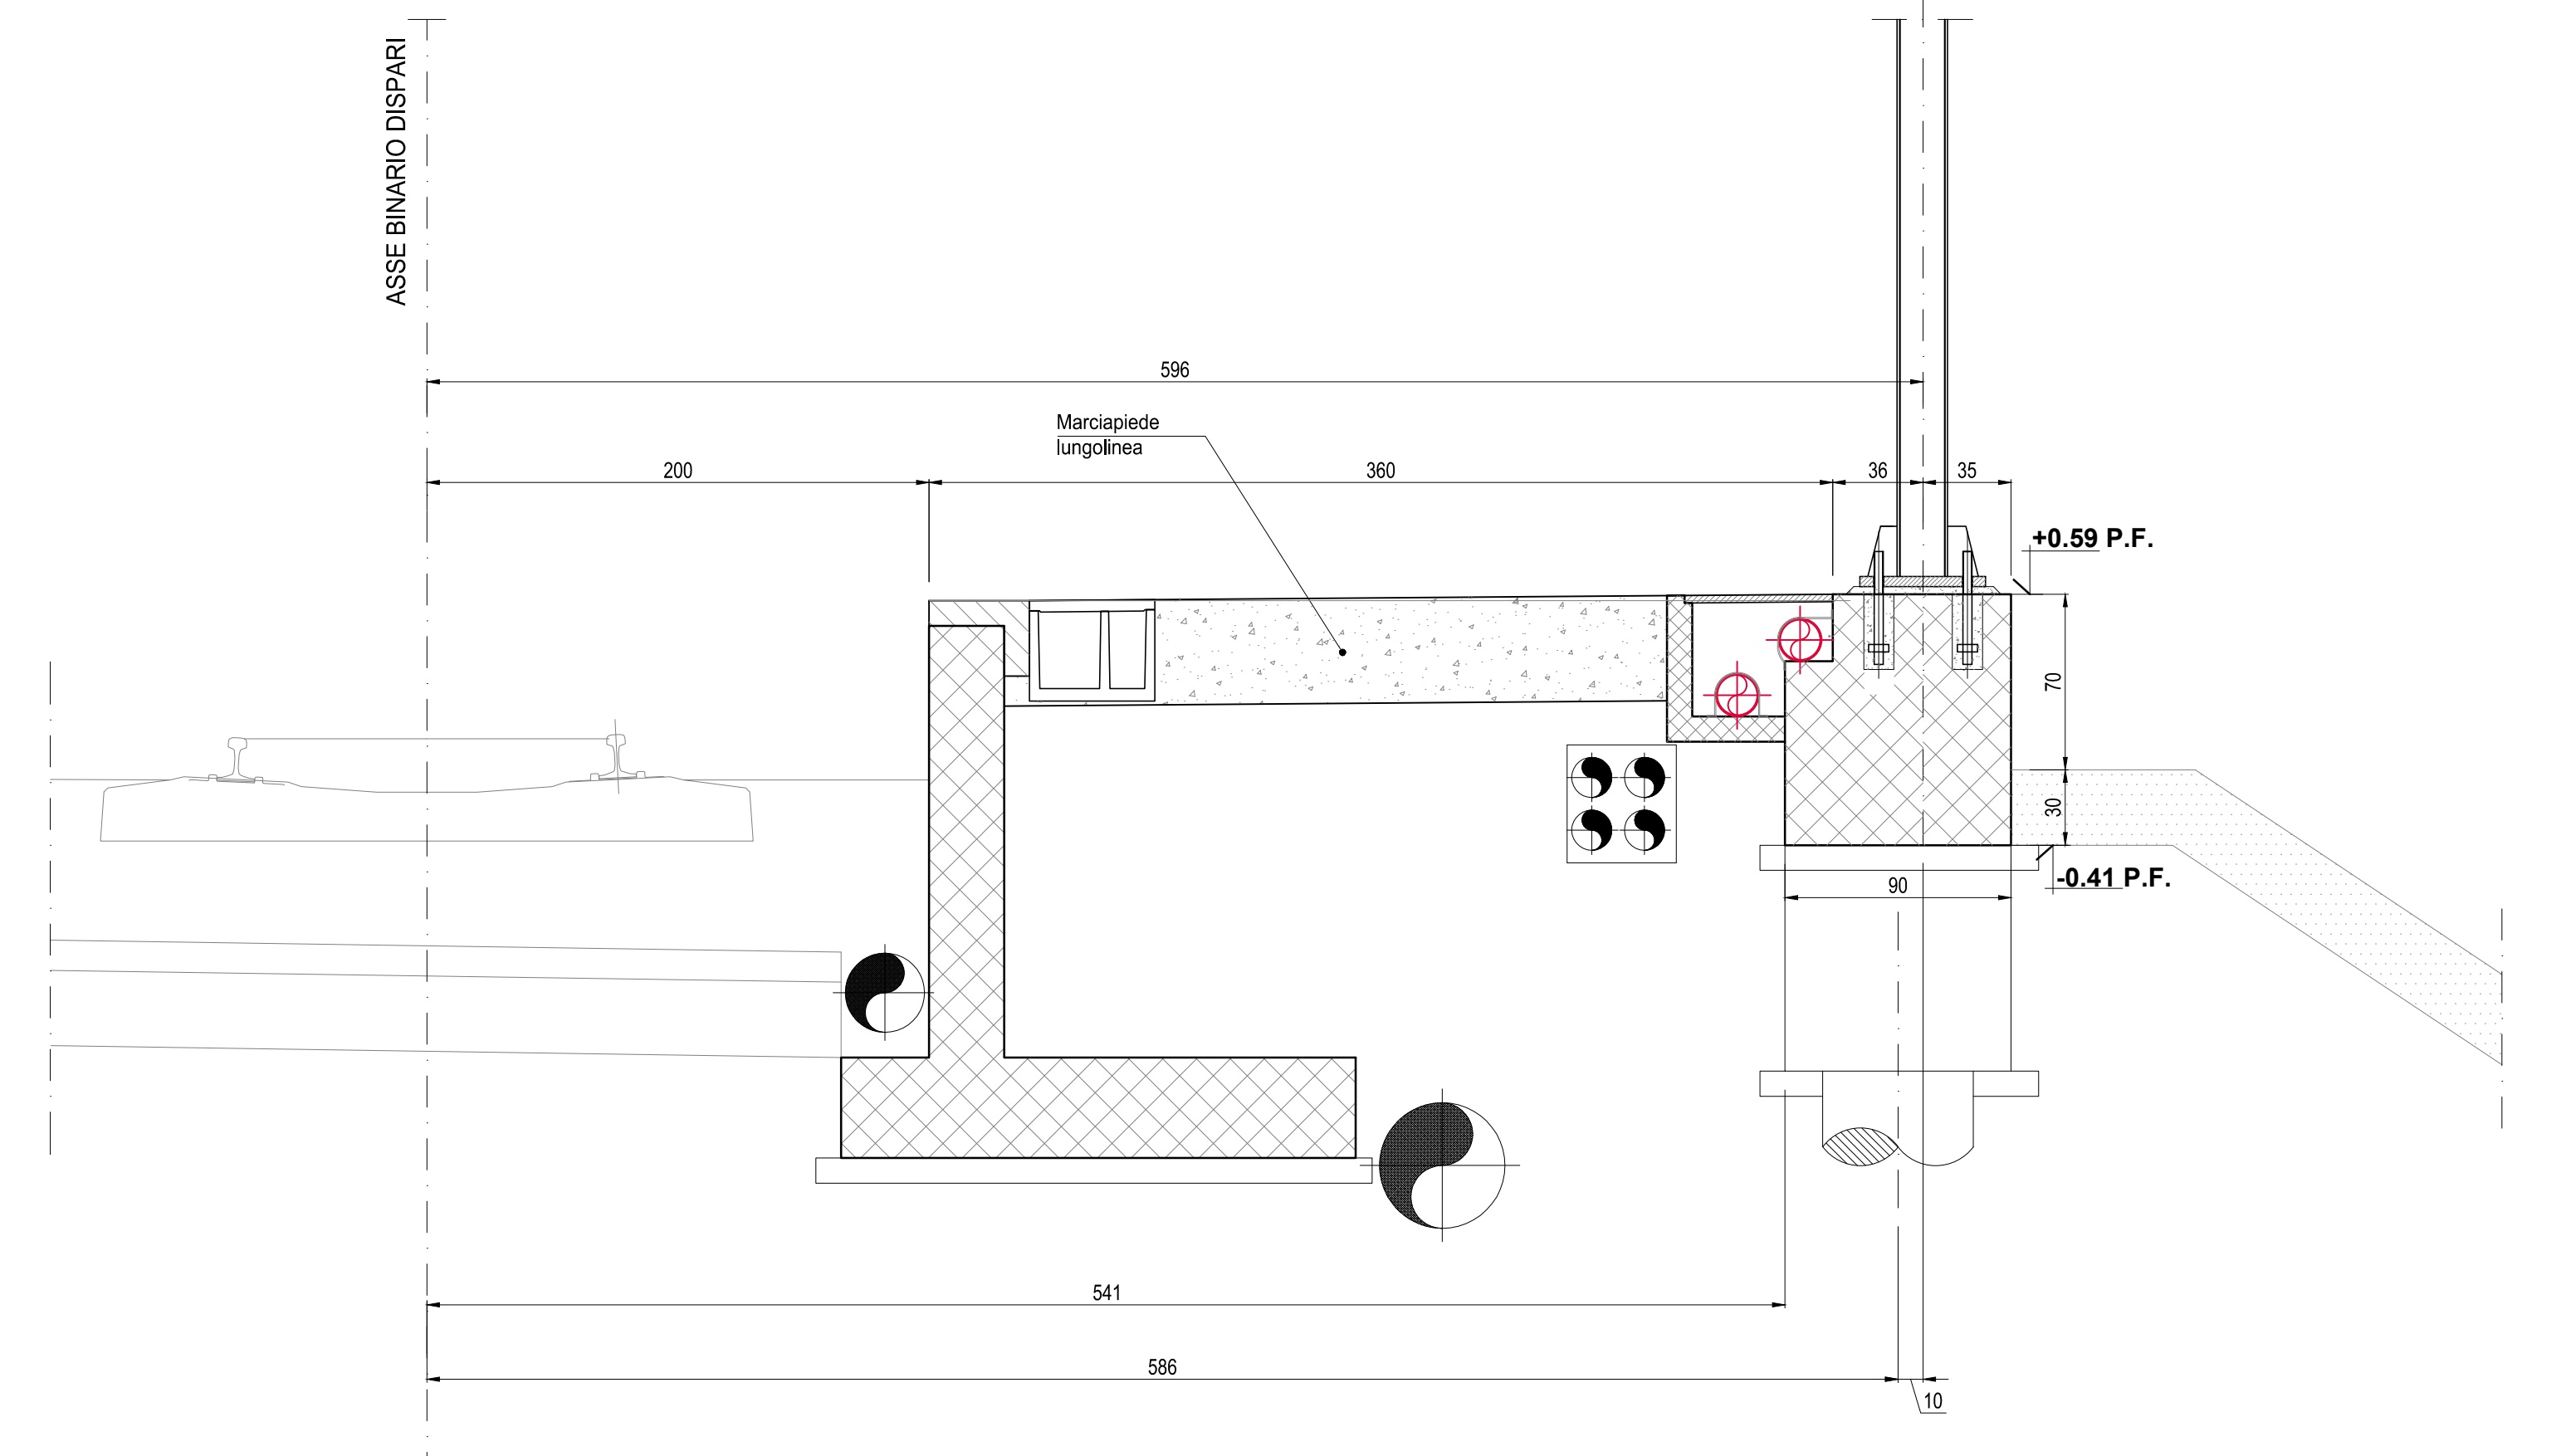 ASSE BINARIO DISPARI
596
Marciapiede
lungolinea
200
360
36
35
+0.59 P.F.
70
30
-0.41 P.F.
90
541
586
10